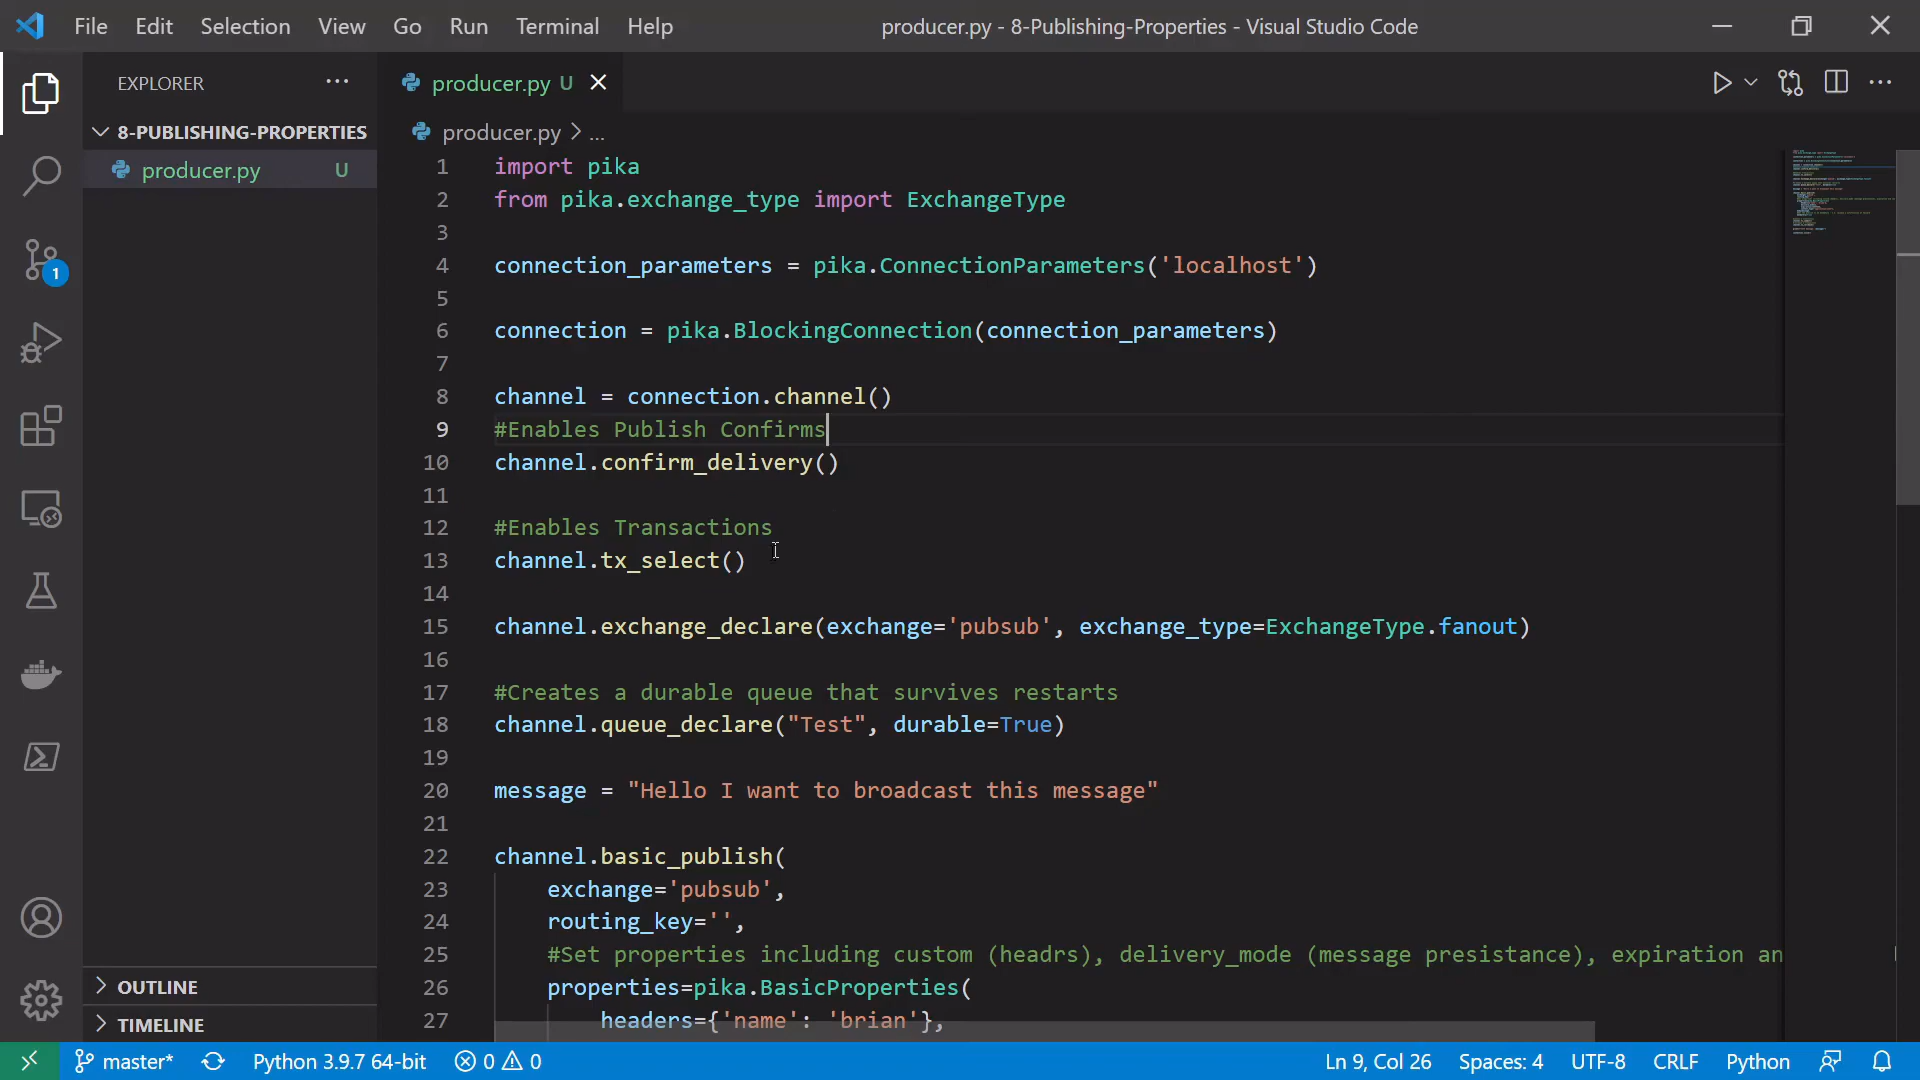 File Edit Selection View Go Run Terminal Help
producer.py - 8-Publishing-Properties - Visual Studio Code
EXPLORER
8-PUBLISHING-PROPERTIES
producer.py U
1
OUTLINE
TIMELINE
producer.py U
producer.py > ...
1 import pika
2 from pika.exchange_type import ExchangeType
3
4 connection_parameters = pika.ConnectionParameters('localhost')
5
6 connection = pika.BlockingConnection(connection_parameters)
7
8 channel = connection.channel()
9 #Enables Publish Confirms
10 channel.confirm_delivery()
11
12 #Enables Transactions
13 channel.tx_select()
14
15 channel.exchange_declare(exchange='pubsub', exchange_type=ExchangeType.fanout)
16
17 #Creates a durable queue that survives restarts
18 channel.queue_declare("Test", durable=True)
19
20 message = "Hello I want to broadcast this message"
21
22 channel.basic_publish(
23 exchange='pubsub',
24 routing_key='',
25 #Set properties including custom (headrs), delivery_mode (message presistance), expiration an
26 properties=pika.BasicProperties(
27 headers={'name': 'brian'},
master* Python 3.9.7 64-bit 0 0 Ln 9, Col 26 Spaces: 4 UTF-8 CRLF Python